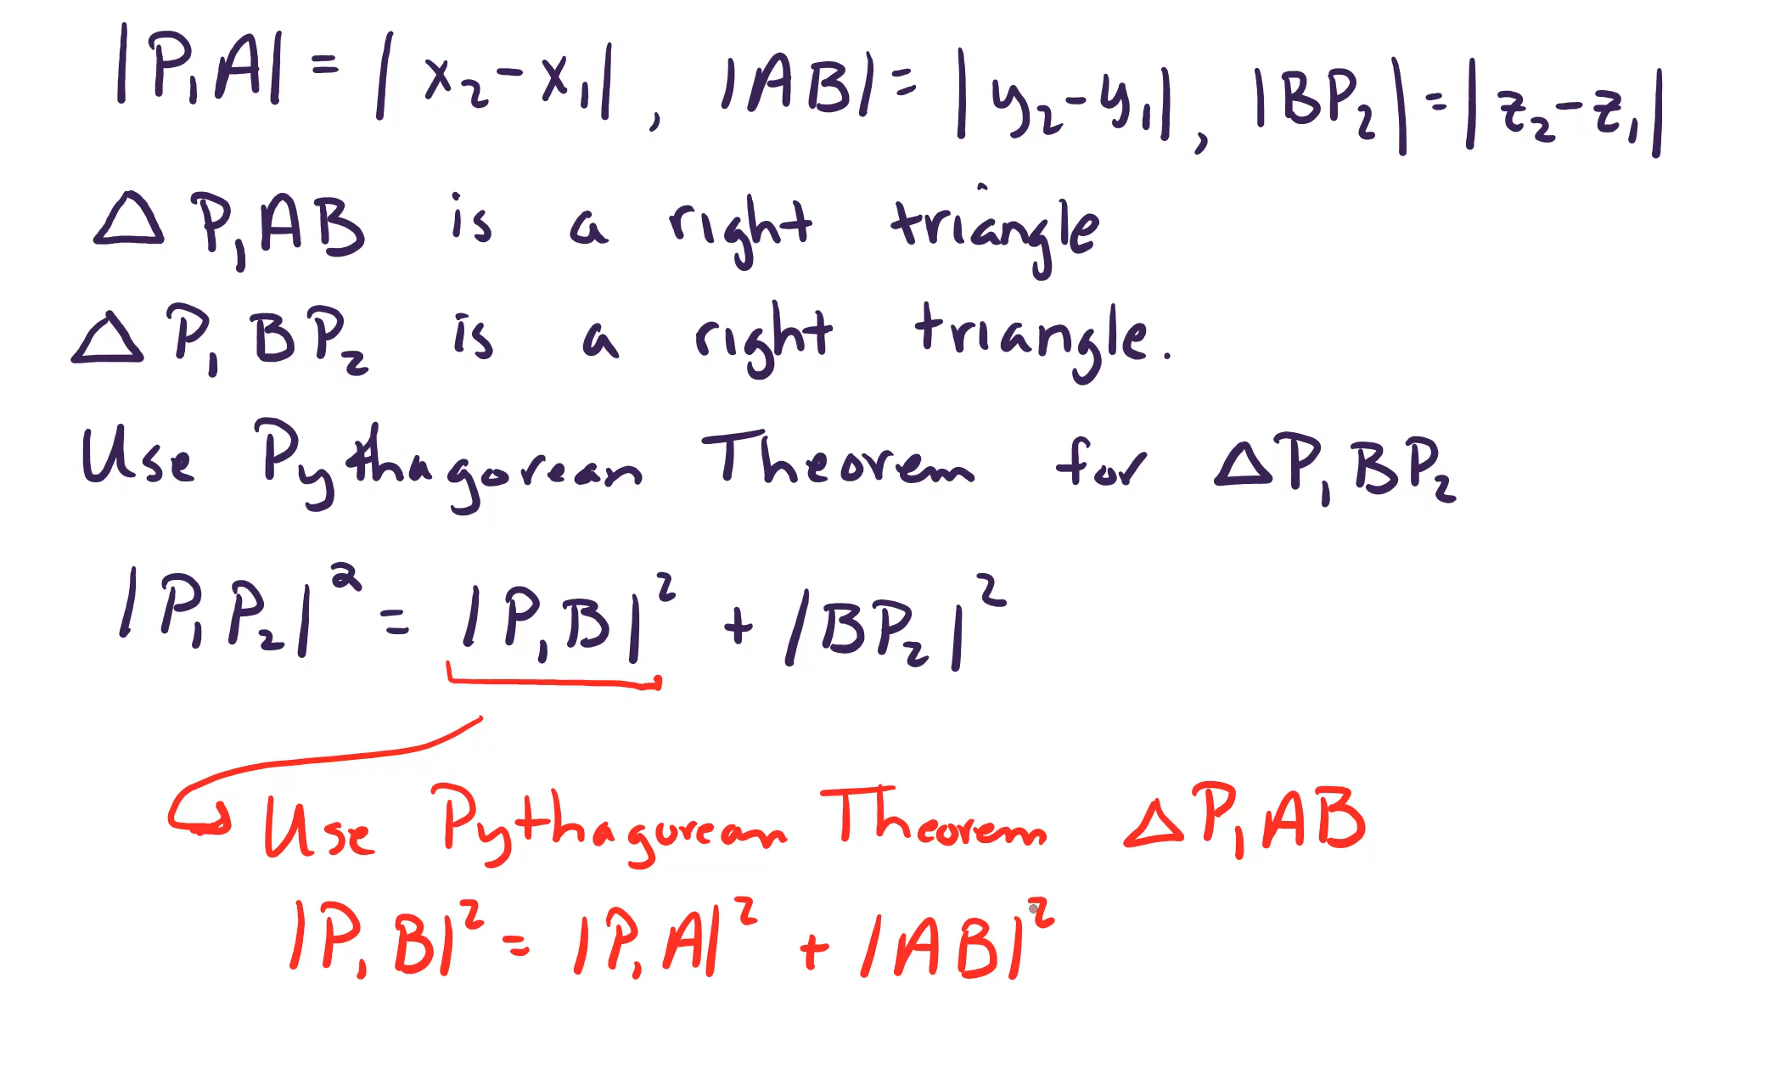 |P₁A| = |x₂-x₁|, |AB| = |y₂-y₁|, |BP₂| = |z₂-z₁|
△ P₁AB is a right triangle
△ P₁BP₂ is a right triangle.
Use Pythagorean Theorem for △P₁BP₂
|P₁P₂|² = |P₁B|² + |BP₂|²
Use Pythagorean Theorem △P₁AB
|P₁B|² = |P₁A|² + |AB|²